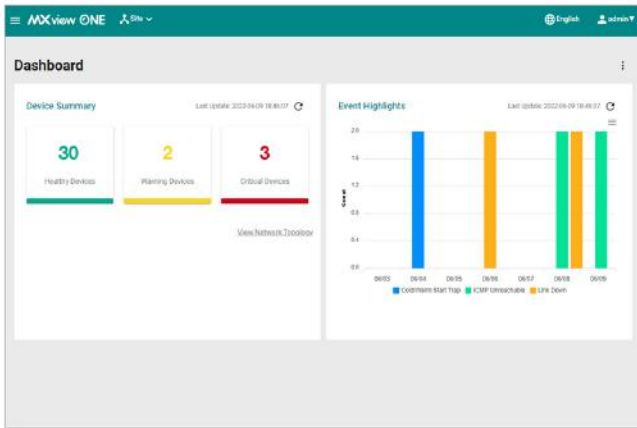 MXview ONE
Site
English
admin
Dashboard
Device Summary
Last Update: 2022-06-09 18:46:07
30
Healthy Devices
2
Warning Devices
3
Critical Devices
View Network Topology
Event Highlights
Last Update: 2022-06-09 18:46:07
Count
2.0
1.6
1.2
0.8
0.4
0.0
06/03 06/04 06/05 06/06 06/07 06/08 06/09
Cold/Warm Start Trap ICMP Unreachable Link Down